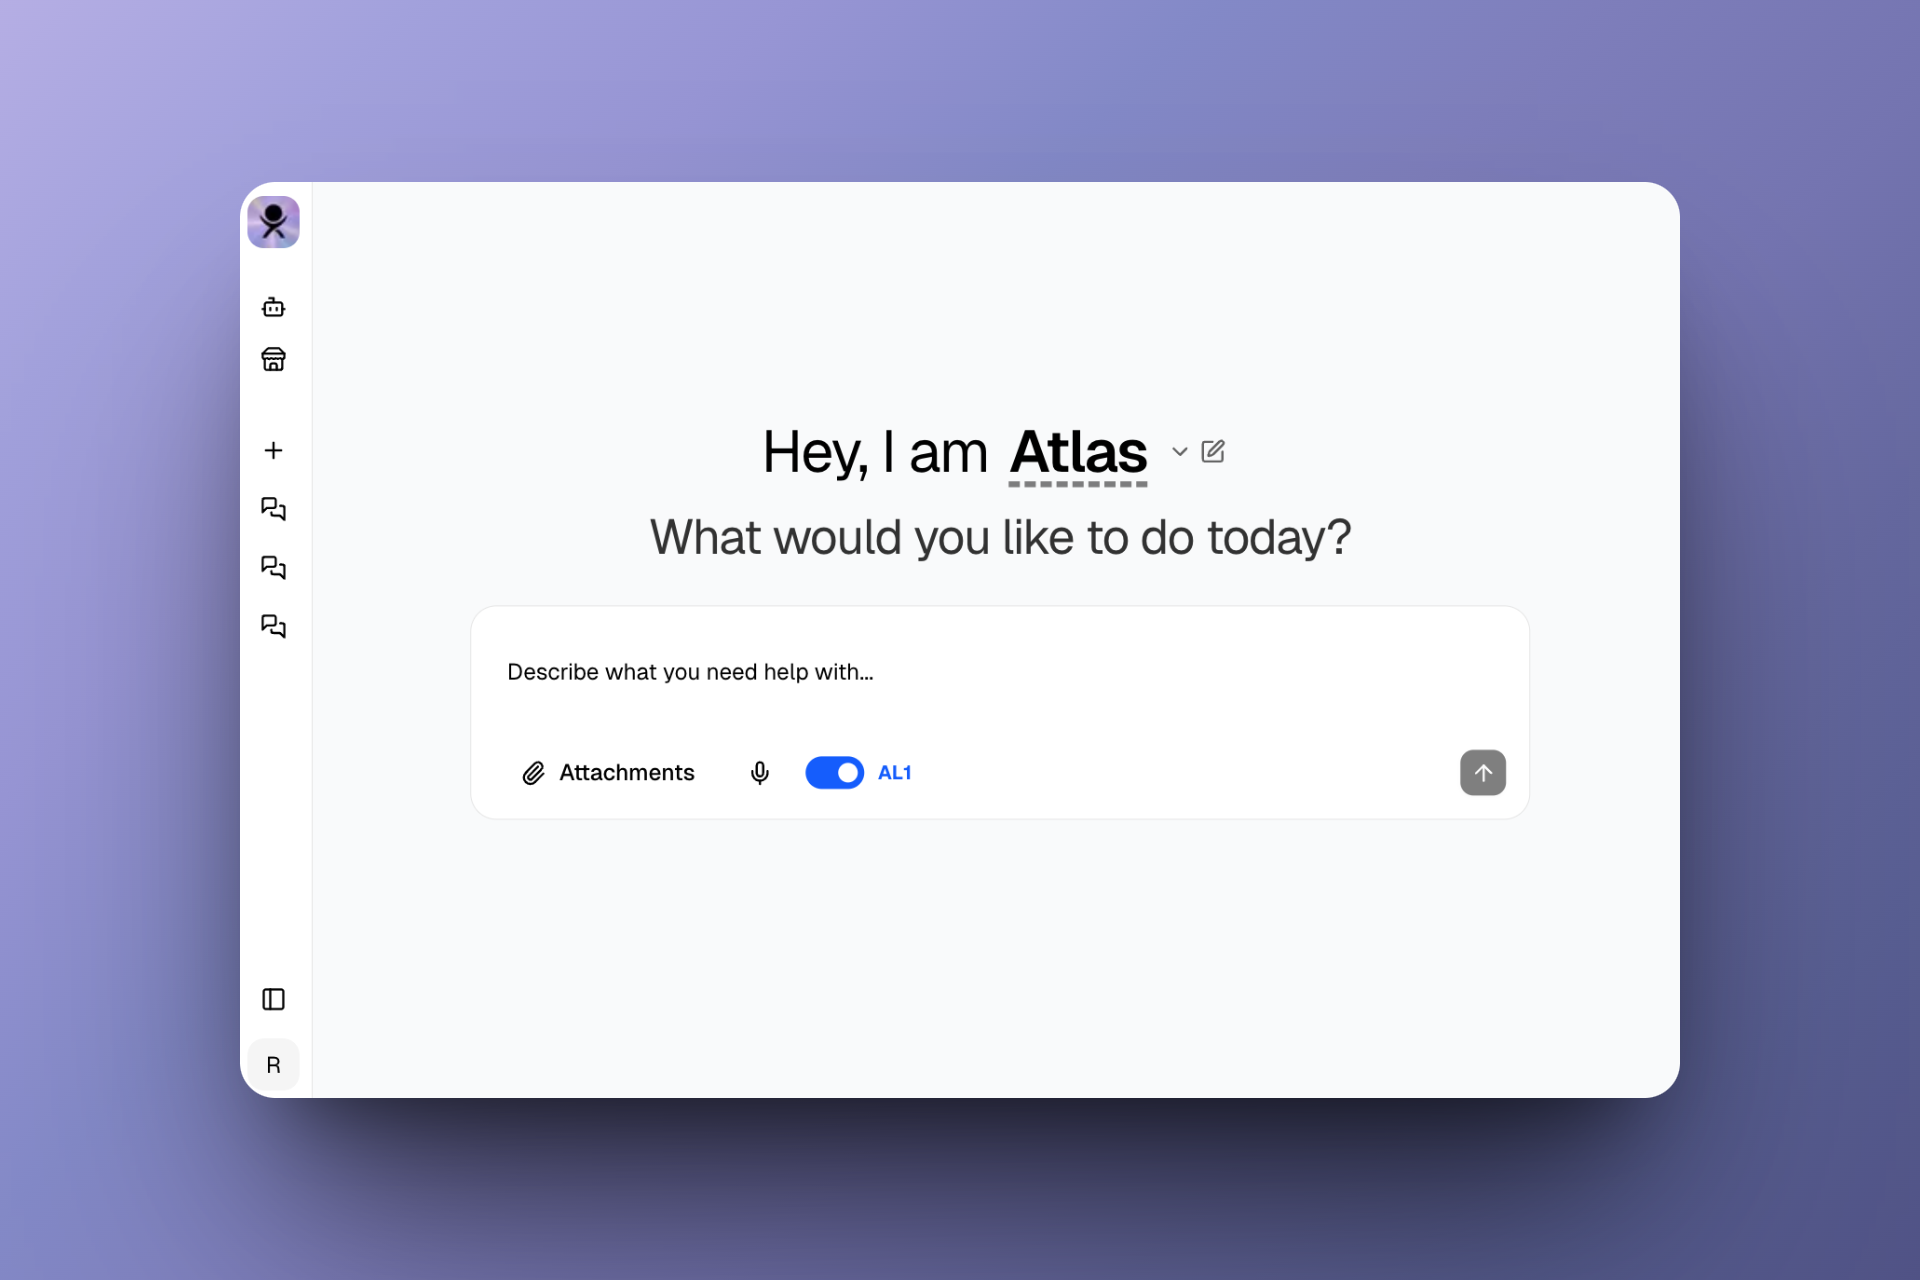 Hey, I am Atlas
What would you like to do today?
Describe what you need help with...
Attachments
AL1
R